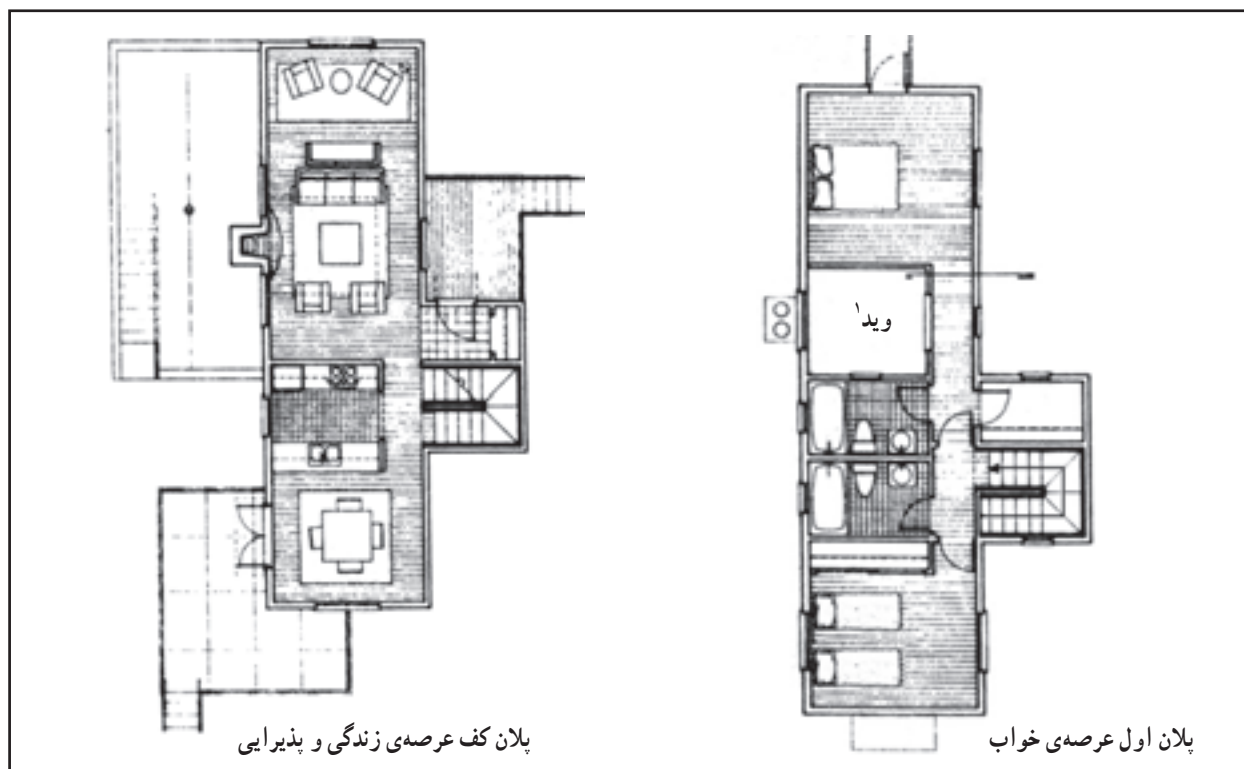 وید۱
پلان اول عرصه‌ی خواب
پلان کف عرصه‌ی زندگی و پذیرایی